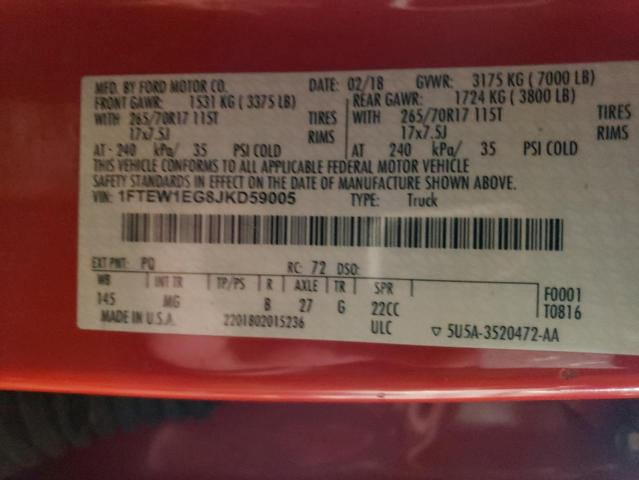 MFD. BY FORD MOTOR CO. DATE: 02/18 GVWR: 3175 KG ( 7000 LB)
FRONT GAWR: 1531 KG ( 3375 LB) REAR GAWR: 1724 KG ( 3800 LB)
WITH 265/70R17 115T TIRES WITH 265/70R17 115T TIRES
17x7.5J RIMS 17x7.5J RIMS
AT 240 kPa/ 35 PSI COLD AT 240 kPa/ 35 PSI COLD
THIS VEHICLE CONFORMS TO ALL APPLICABLE FEDERAL MOTOR VEHICLE
SAFETY STANDARDS IN EFFECT ON THE DATE OF MANUFACTURE SHOWN ABOVE.
VIN: 1FTEW1EG8JKD59005 TYPE: Truck
EXT PNT: PQ RC: 72 DSO:
WB INT TR TP/PS R AXLE TR SPR F0001
145 MG B 27 G 22CC T0816
MADE IN U.S.A. 2201802015236 ULC ▽ 5U5A-3520472-AA